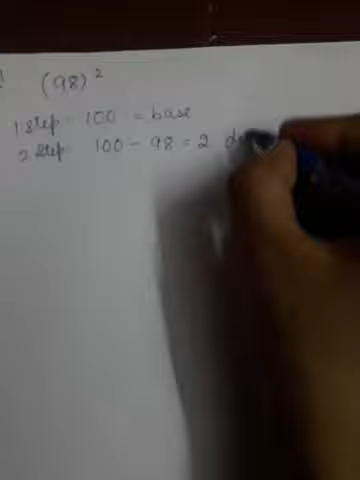 (98)²
1 step - 100 = base
2 step 100 - 98 = 2